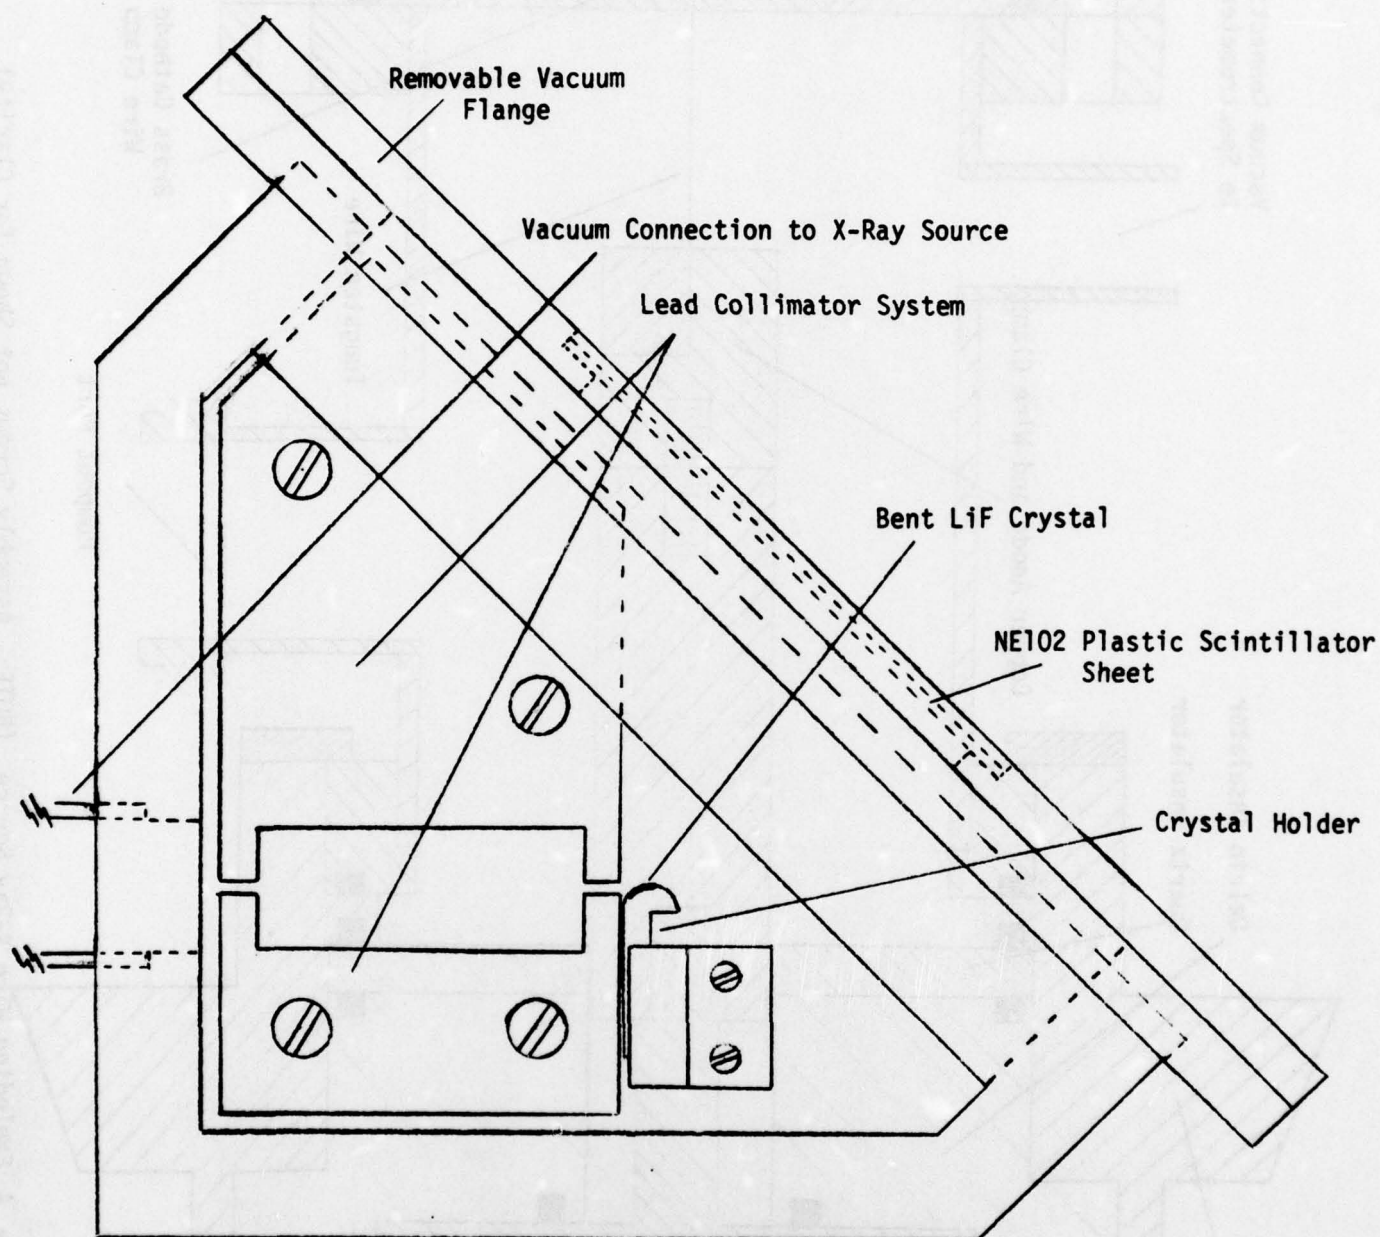 Removable Vacuum
Flange
Vacuum Connection to X-Ray Source
Lead Collimator System
Bent LiF Crystal
NE102 Plastic Scintillator
Sheet
Crystal Holder